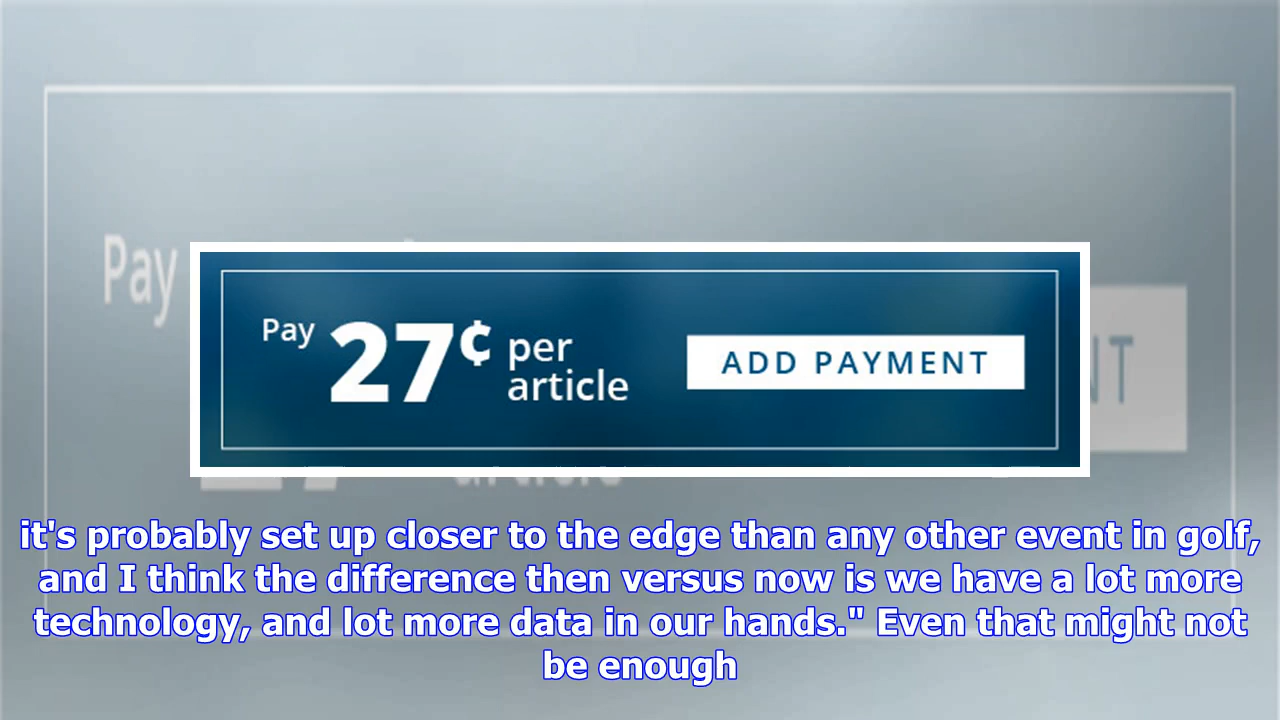 Pay
Pay 27¢ per
article
ADD PAYMENT
it's probably set up closer to the edge than any other event in golf,
and I think the difference then versus now is we have a lot more
technology, and lot more data in our hands." Even that might not
be enough